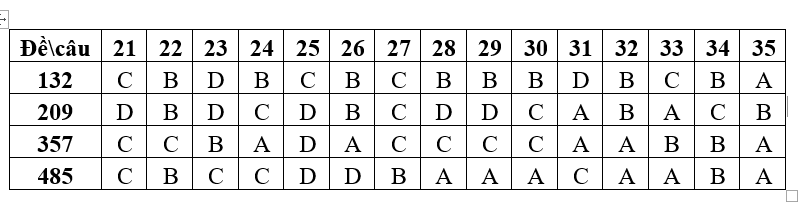 Đề\câu 21 22 23 24 25 26 27 28 29 30 31 32 33 34 35
132 C B D B C B C B B B D B C B A
209 D B D C D B C D D C A B A C B
357 C C B A D A C C C C A A B B A
485 C B C C D D B A A A C A A B A